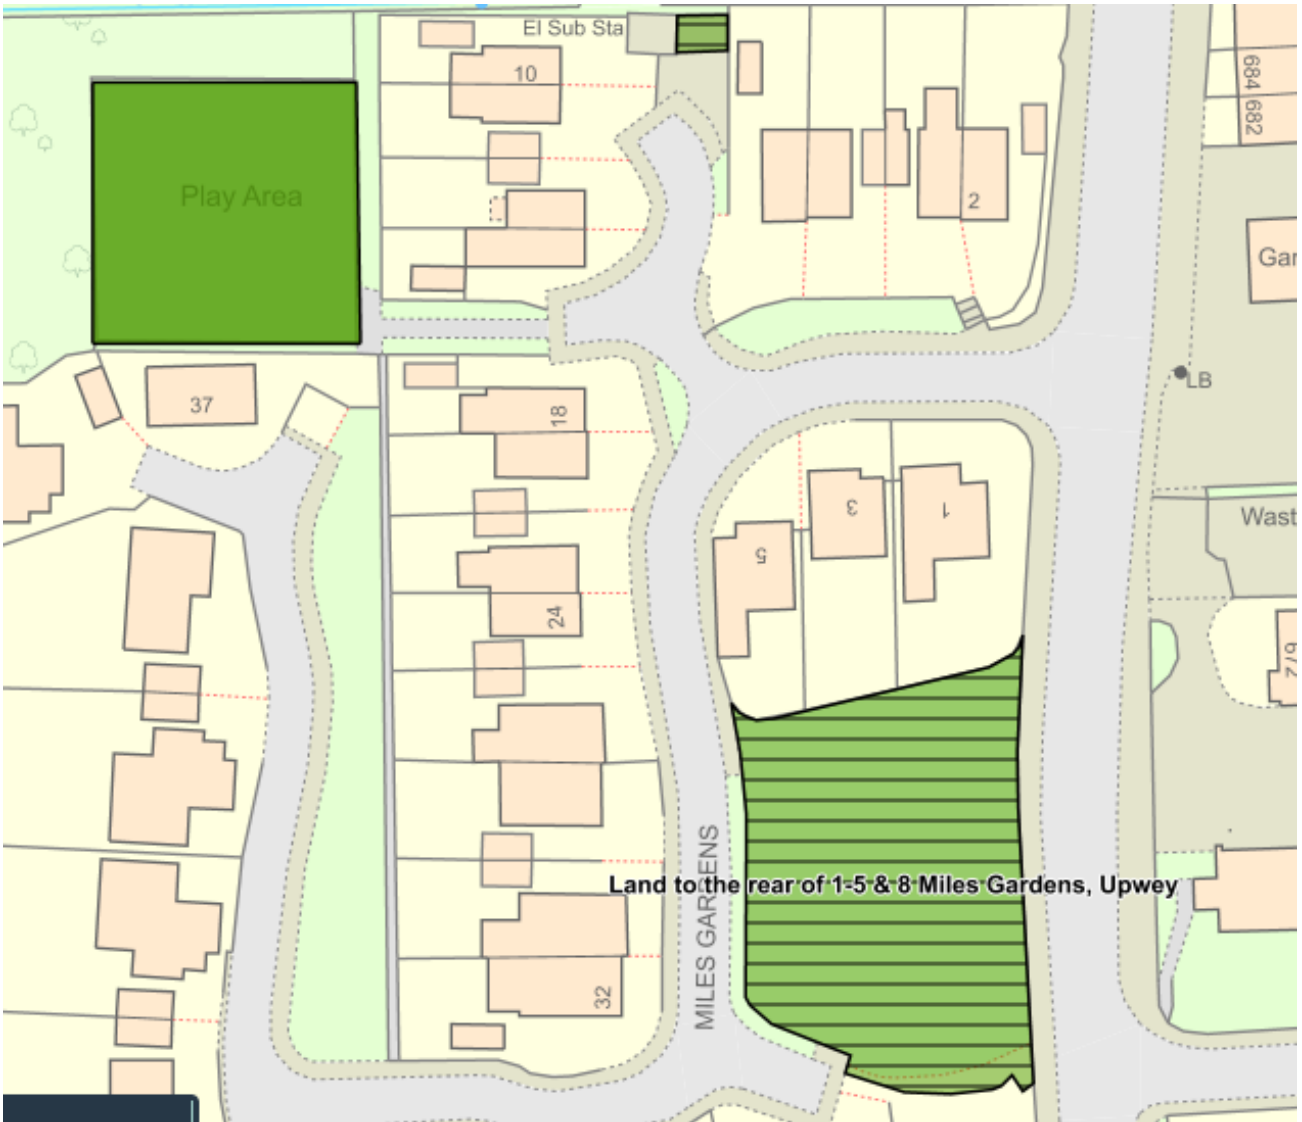 El Sub Sta
10
684
682
Play Area
2
Gar
LB
37
18
3
1
Wast
5
24
672
Land to the rear of 1-5 & 8 Miles Gardens, Upwey
MILES GARDENS
32